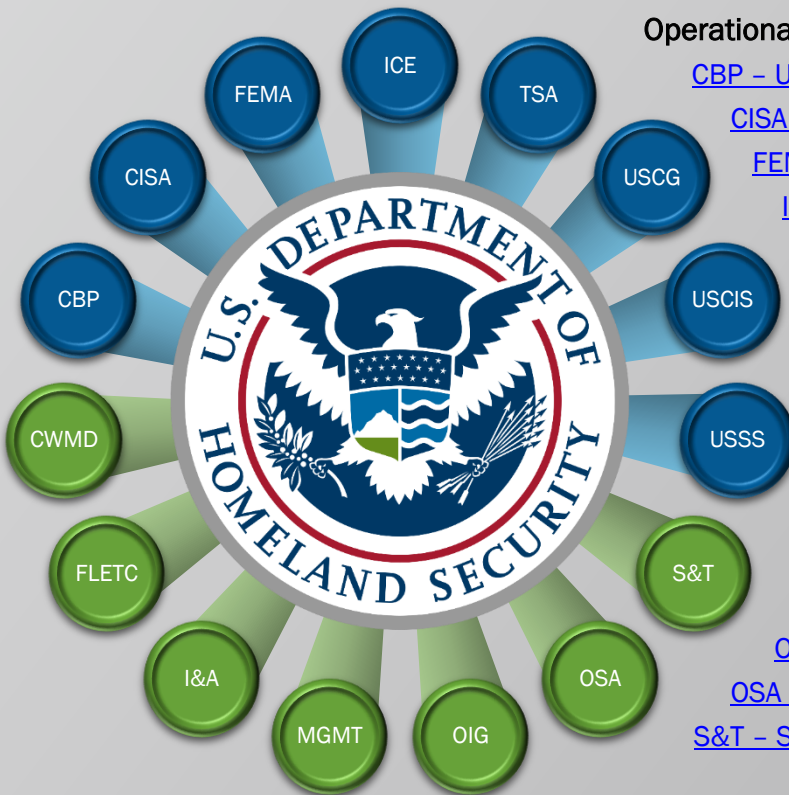 Operationa
ICE
FEMA
TSA
CBP – U
CISA
FEM
I
CISA
USCG
CBP
USCIS
U.S. DEPARTMENT OF
HOMELAND SECURITY
CWMD
USSS
FLETC
S&T
I&A
OSA
O
OSA
MGMT
OIG
S&T – S